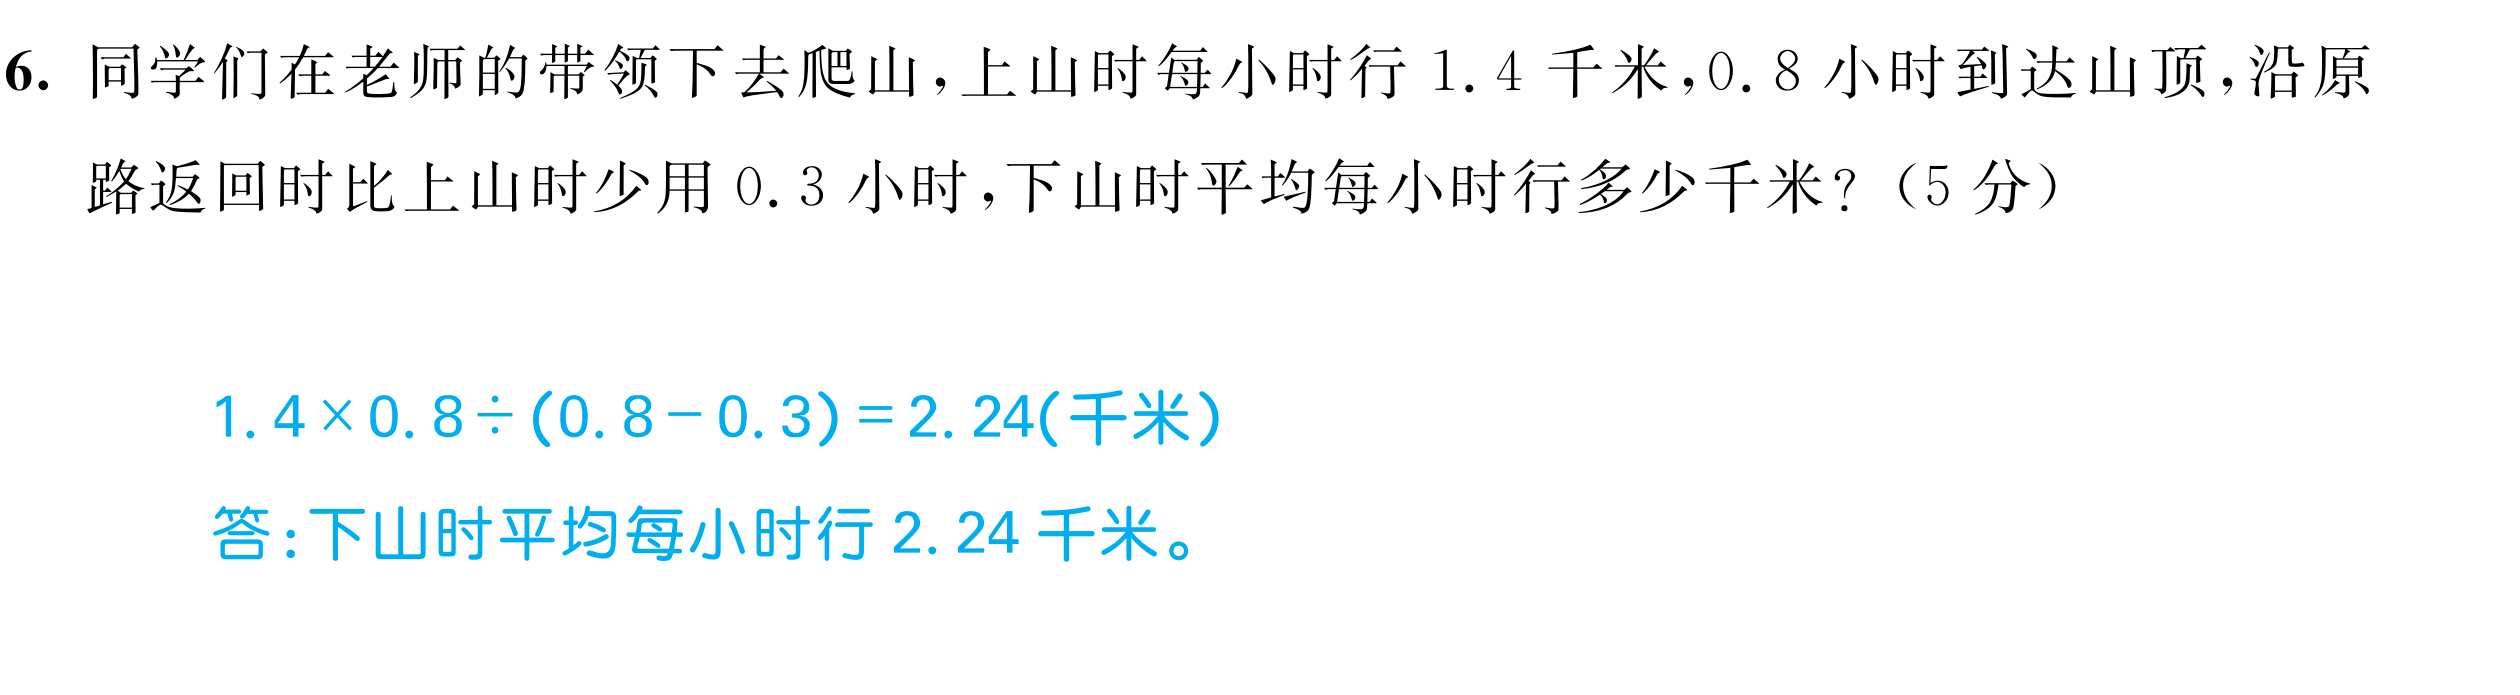 6. 同学们在老师的带领下去爬山，上山时每小时行1.4千米，0.8小时到达山顶。沿原
路返回时比上山时少用0.3小时，下山时平均每小时行多少千米？（5分）
1.4×0.8÷(0.8−0.3)=2.24(千米)
答：下山时平均每小时行2.24千米。